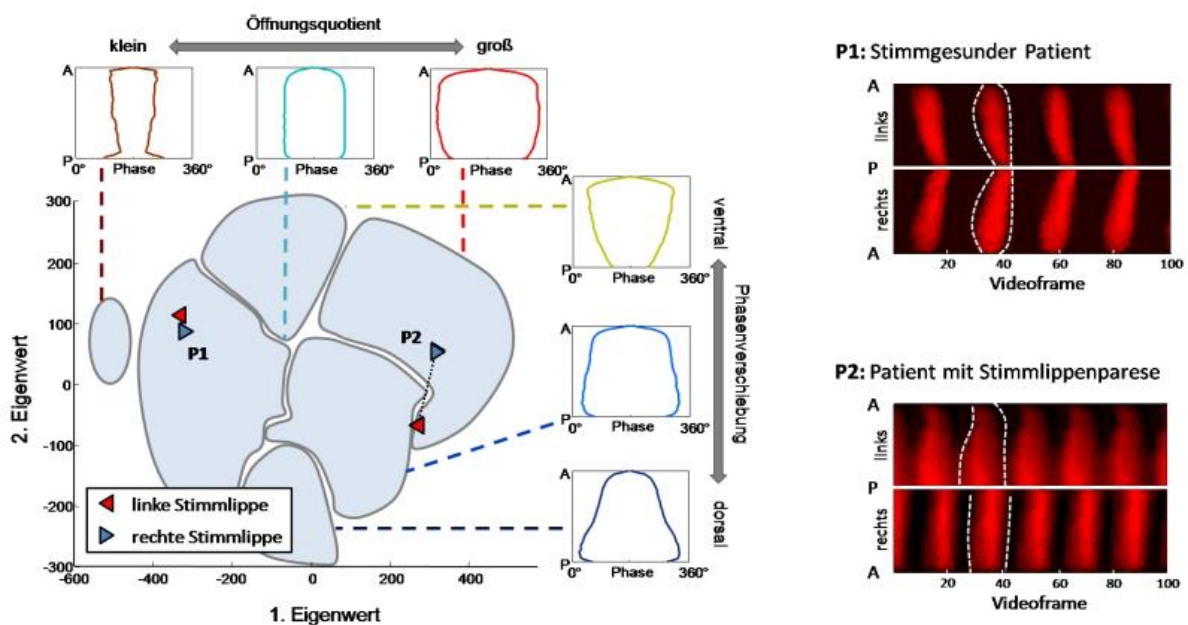 Öffnungsquotient
klein
groß
A
P
0° Phase 360°
A
P
0° Phase 360°
A
P
0° Phase 360°
300
200
100
0
-100
-200
-300
2. Eigenwert
-600 -400 -200 0 200 400
1. Eigenwert
P1
P2
linke Stimmlippe
rechte Stimmlippe
A
P
0° Phase 360°
A
P
0° Phase 360°
A
P
0° Phase 360°
ventral
Phasenverschiebung
dorsal
P1: Stimmgesunder Patient
A
links
P
rechts
A
20 40 60 80 100
Videoframe
P2: Patient mit Stimmlippenparese
A
links
P
rechts
A
20 40 60 80 100
Videoframe